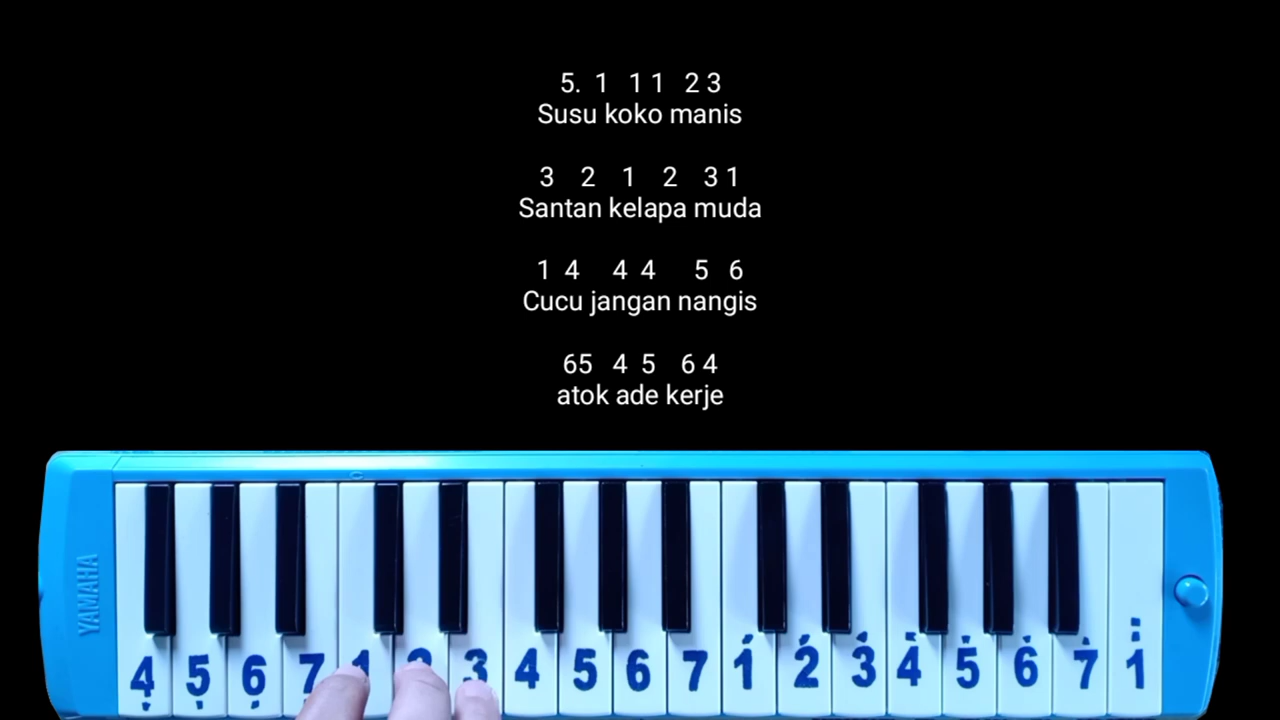 5. 1 1 1 2 3
Susu koko manis
3 2 1 2 3 1
Santan kelapa muda
1 4 4 4 5 6
Cucu jangan nangis
65 4 5 6 4
atok ade kerje
YAMAHA
4 5 6 7 1 2 3 4 5 6 7 1 2 3 4 5 6 7 1